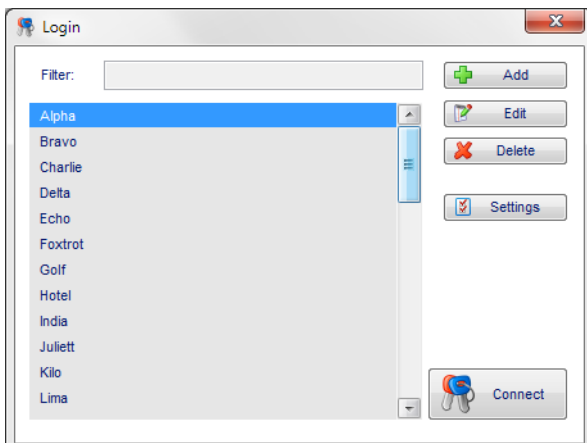 Login
Filter:
Add
Alpha
Edit
Bravo
Delete
Charlie
Delta
Settings
Echo
Foxtrot
Golf
Hotel
India
Juliett
Kilo
Connect
Lima